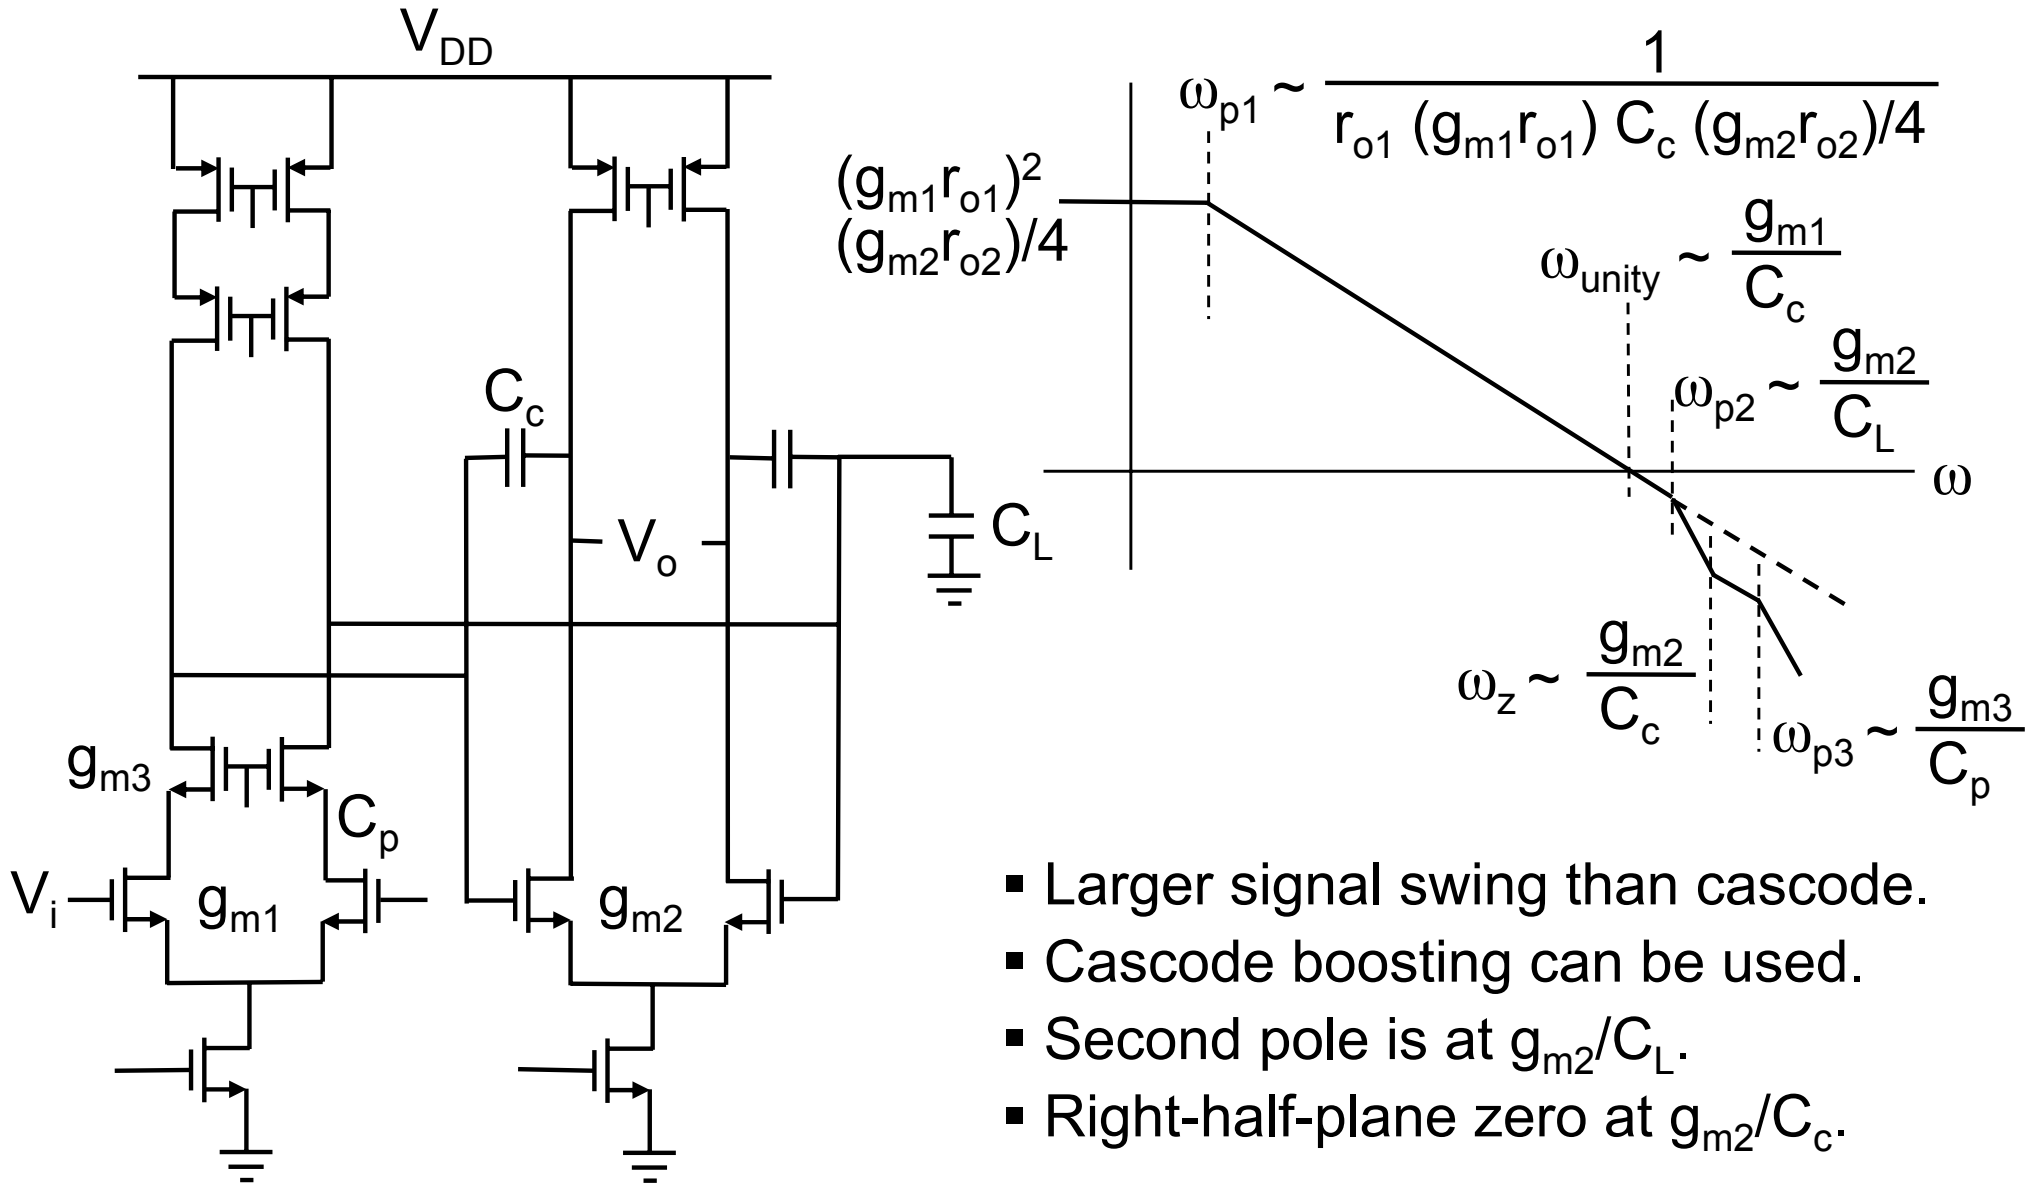 V_DD
C_c
V_o
C_L
g_m3
C_p
V_i
g_m1
g_m2
ω_p1 ~ 1
r_o1 (g_m1r_o1) C_c (g_m2r_o2)/4
(g_m1r_o1)²
(g_m2r_o2)/4
ω_unity ~ g_m1
C_c
ω_p2 ~ g_m2
C_L
ω
ω_z ~ g_m2
C_c
ω_p3 ~ g_m3
C_p
▪ Larger signal swing than cascode.
▪ Cascode boosting can be used.
▪ Second pole is at g_m2/C_L.
▪ Right-half-plane zero at g_m2/C_c.